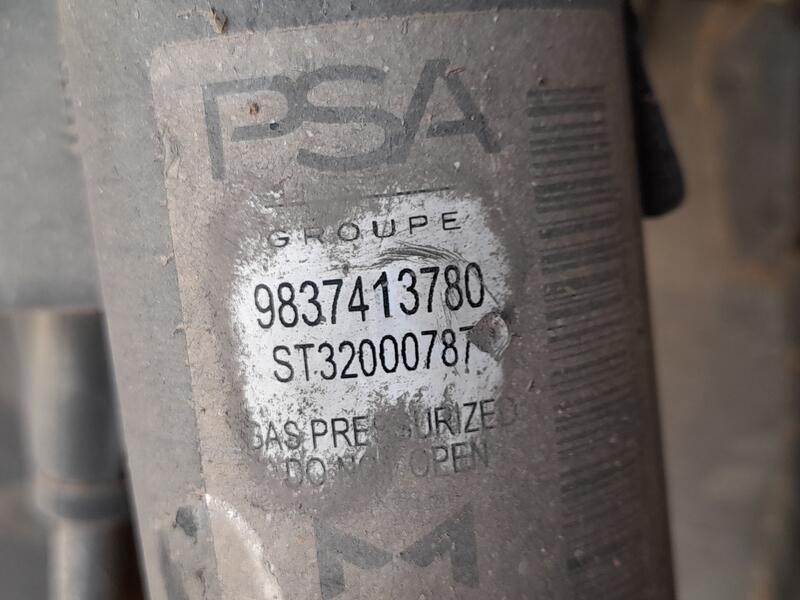 PSA
GROUPE
9837413780
ST32000787
GAS PRESSURIZED
DO NOT OPEN
M